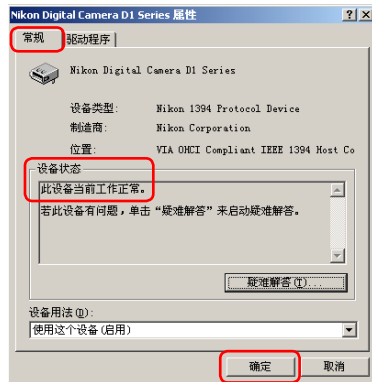 Nikon Digital Camera D1 Series 属性
常规
驱动程序
Nikon Digital Camera D1 Series
设备类型: Nikon 1394 Protocol Device
制造商: Nikon Corporation
位置: VIA OHCI Compliant IEEE 1394 Host Co
设备状态
此设备当前工作正常。
若此设备有问题，单击“疑难解答”来启动疑难解答。
疑难解答(T)...
设备用法(D):
使用这个设备(启用)
确定
取消